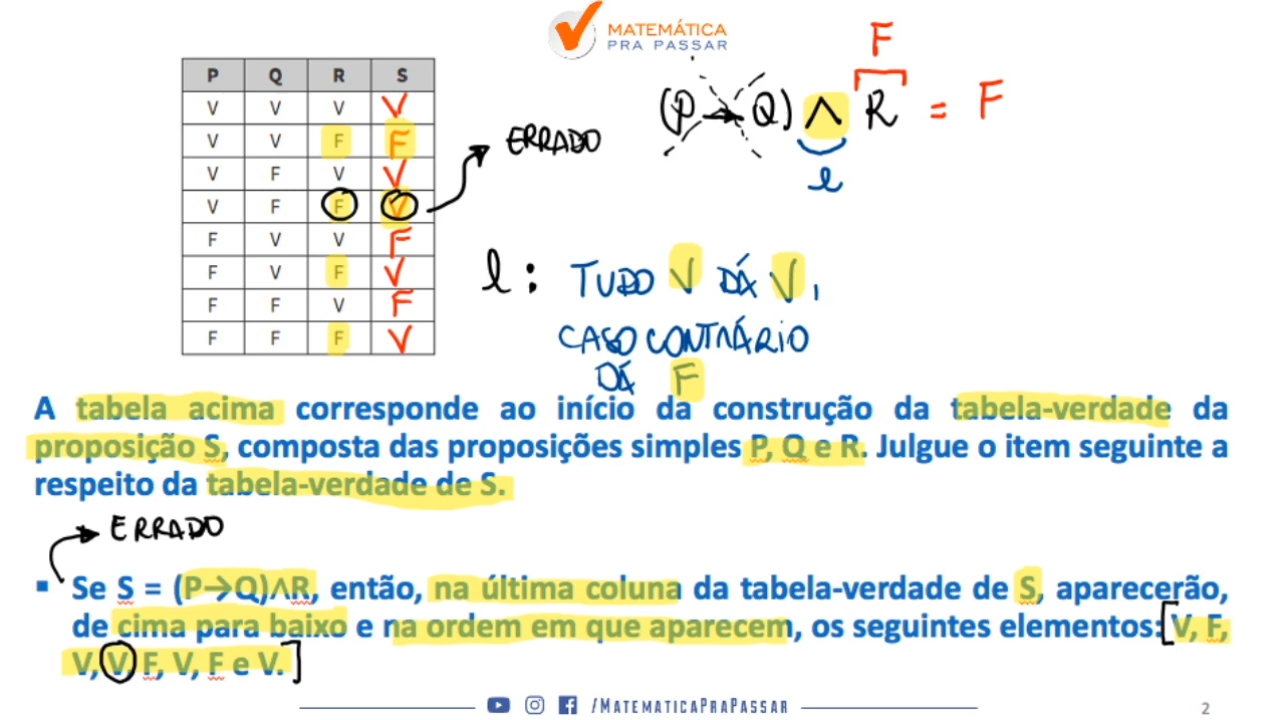 MATEMÁTICA
PRA PASSAR
F
(P → Q) ∧ R = F
e
P Q R S
V V V V
V V F F
V F V V
V F F V
F V V F
F V F V
F F V F
F F F V
ERRADO
e: TUDO V DÁ V,
CASO CONTRÁRIO
DÁ F
A tabela acima corresponde ao início da construção da tabela-verdade da
proposição S, composta das proposições simples P, Q e R. Julgue o item seguinte a
respeito da tabela-verdade de S.
ERRADO
▪ Se S = (P→Q)∧R, então, na última coluna da tabela-verdade de S, aparecerão,
de cima para baixo e na ordem em que aparecem, os seguintes elementos: [V, F,
V, V, F, V, F e V.]
/MATEMATICAPRAPASSAR
2